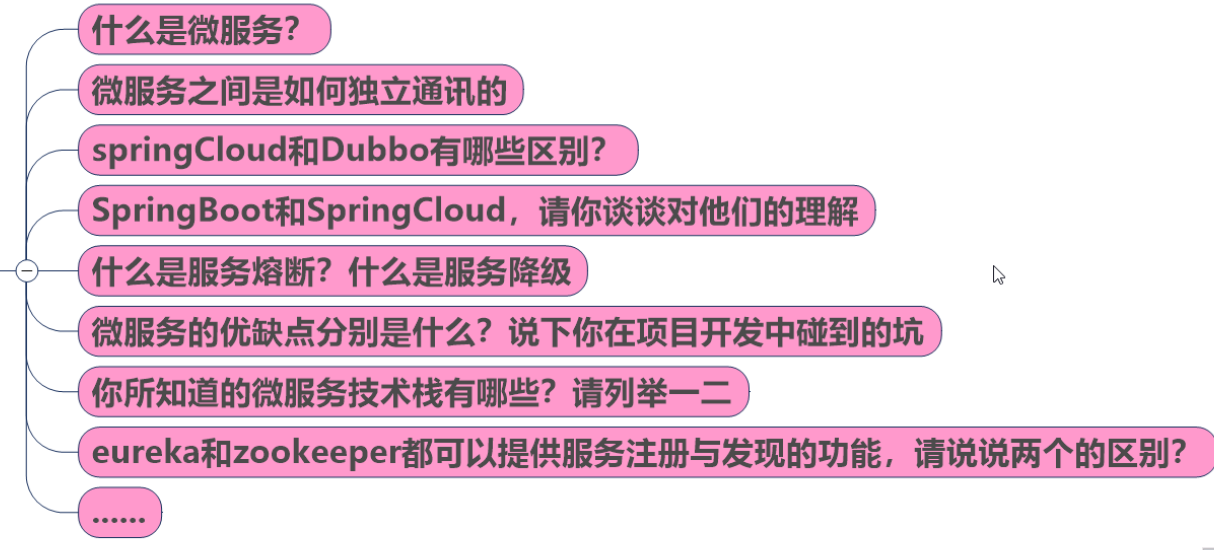 什么是微服务？
微服务之间是如何独立通讯的
springCloud和Dubbo有哪些区别？
SpringBoot和SpringCloud，请你谈谈对他们的理解
什么是服务熔断？什么是服务降级
微服务的优缺点分别是什么？说下你在项目开发中碰到的坑
你所知道的微服务技术栈有哪些？请列举一二
eureka和zookeeper都可以提供服务注册与发现的功能，请说说两个的区别？
......